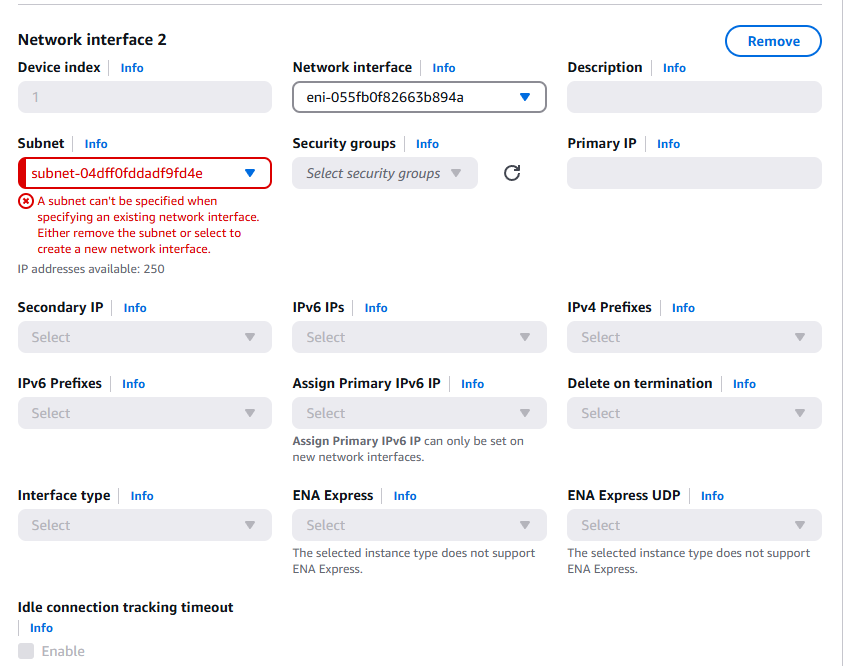 Network interface 2
Remove
Device index Info
Network interface Info
Description Info
1
eni-055fb0f82663b894a
Subnet Info
Security groups Info
Primary IP Info
subnet-04dff0fddadf9fd4e
Select security groups
A subnet can't be specified when
specifying an existing network interface.
Either remove the subnet or select to
create a new network interface.
IP addresses available: 250
Secondary IP Info
IPv6 IPs Info
IPv4 Prefixes Info
Select
Select
Select
IPv6 Prefixes Info
Assign Primary IPv6 IP Info
Delete on termination Info
Select
Select
Select
Assign Primary IPv6 IP can only be set on
new network interfaces.
Interface type Info
ENA Express Info
ENA Express UDP Info
Select
Select
Select
The selected instance type does not support
ENA Express.
The selected instance type does not support
ENA Express.
Idle connection tracking timeout
Info
Enable